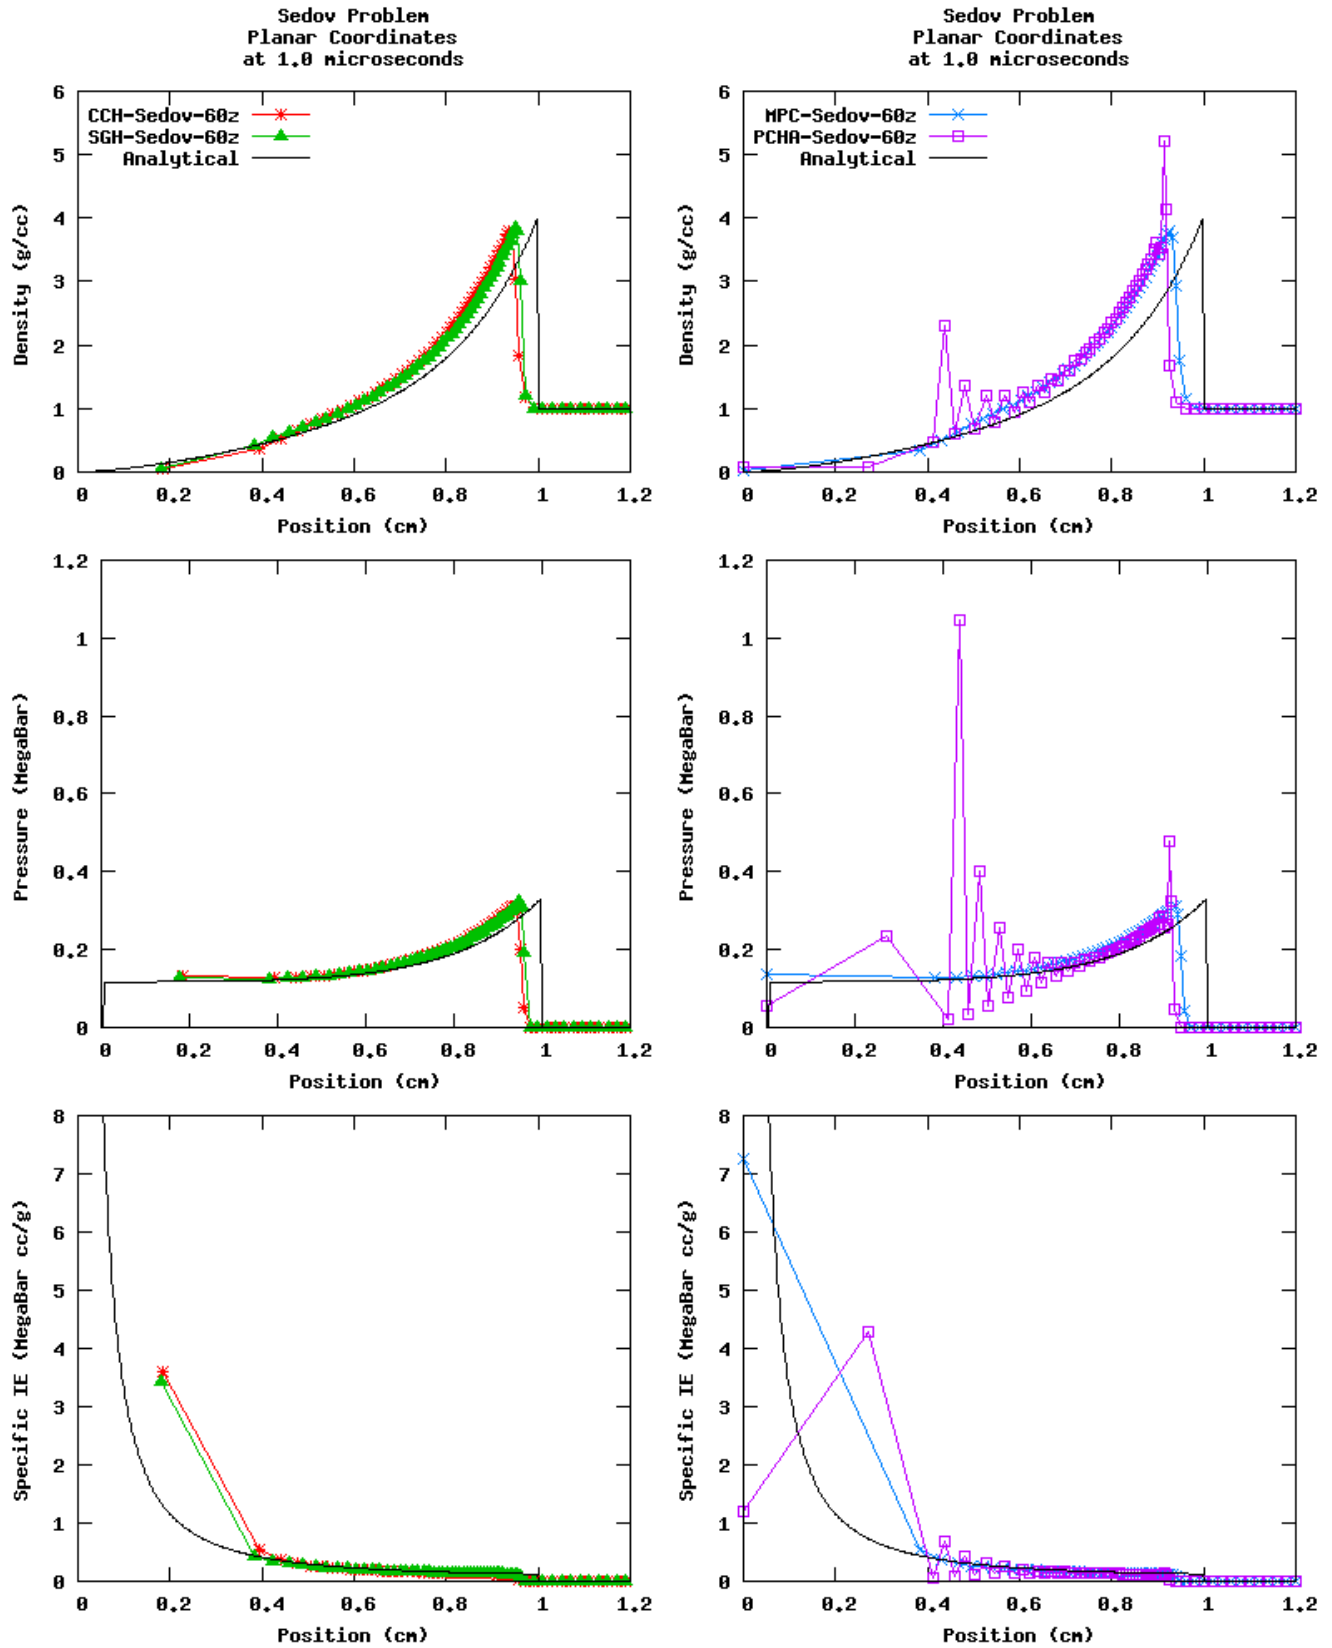 Sedov Problem
Planar Coordinates
at 1.0 microseconds
6
5
4
3
2
1
0
Density (g/cc)
CCH-Sedov-60z
SGH-Sedov-60z
Analytical
0 0.2 0.4 0.6 0.8 1 1.2
Position (cm)
Sedov Problem
Planar Coordinates
at 1.0 microseconds
6
5
4
3
2
1
0
Density (g/cc)
MPC-Sedov-60z
PCHA-Sedov-60z
Analytical
0 0.2 0.4 0.6 0.8 1 1.2
Position (cm)
1.2
1
0.8
0.6
0.4
0.2
0
Pressure (MegaBar)
0 0.2 0.4 0.6 0.8 1 1.2
Position (cm)
1.2
1
0.8
0.6
0.4
0.2
0
Pressure (MegaBar)
0 0.2 0.4 0.6 0.8 1 1.2
Position (cm)
8
7
6
5
4
3
2
1
0
Specific IE (MegaBar cc/g)
0 0.2 0.4 0.6 0.8 1 1.2
Position (cm)
8
7
6
5
4
3
2
1
0
Specific IE (MegaBar cc/g)
0 0.2 0.4 0.6 0.8 1 1.2
Position (cm)